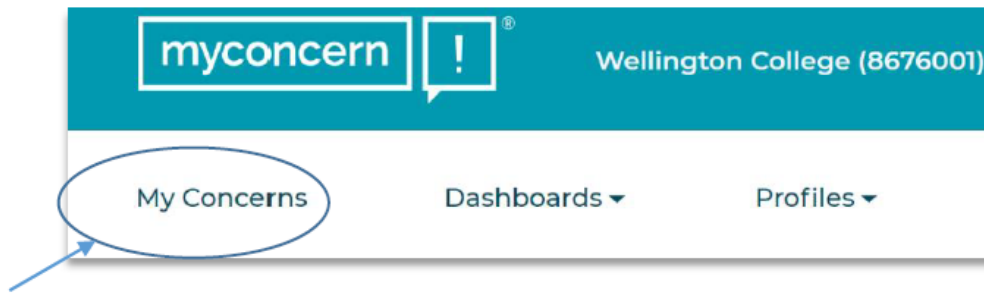 myconcern ! ®
Wellington College (8676001)
My Concerns Dashboards Profiles